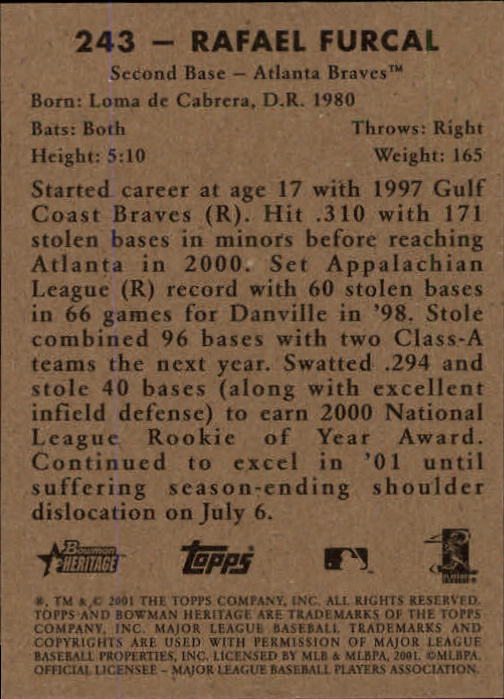 243 – RAFAEL FURCAL
Second Base – Atlanta Braves™
Born: Loma de Cabrera, D.R. 1980
Bats: Both Throws: Right
Height: 5:10 Weight: 165
Started career at age 17 with 1997 Gulf
Coast Braves (R). Hit .310 with 171
stolen bases in minors before reaching
Atlanta in 2000. Set Appalachian
League (R) record with 60 stolen bases
in 66 games for Danville in '98. Stole
combined 96 bases with two Class-A
teams the next year. Swatted .294 and
stole 40 bases (along with excellent
infield defense) to earn 2000 National
League Rookie of Year Award.
Continued to excel in '01 until
suffering season-ending shoulder
dislocation on July 6.
Bowman
HERITAGE
Topps
®, TM & © 2001 THE TOPPS COMPANY, INC. ALL RIGHTS RESERVED.
TOPPS AND BOWMAN HERITAGE ARE TRADEMARKS OF THE TOPPS
COMPANY, INC. MAJOR LEAGUE BASEBALL TRADEMARKS AND
COPYRIGHTS ARE USED WITH PERMISSION OF MAJOR LEAGUE
BASEBALL PROPERTIES, INC. LICENSED BY MLB & MLBPA, 2001. ©MLBPA.
OFFICIAL LICENSEE – MAJOR LEAGUE BASEBALL PLAYERS ASSOCIATION.